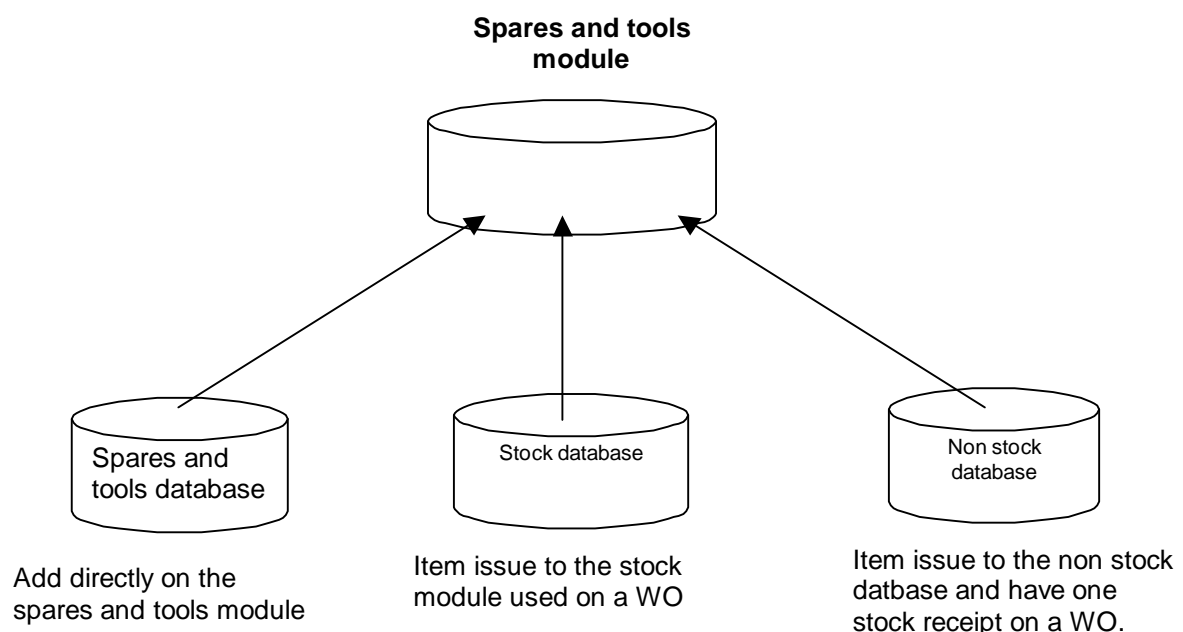 Spares and tools
module
Spares and
tools database
Stock database
Non stock
database
Add directly on the
spares and tools module
Item issue to the stock
module used on a WO
Item issue to the non stock
datbase and have one
stock receipt on a WO.